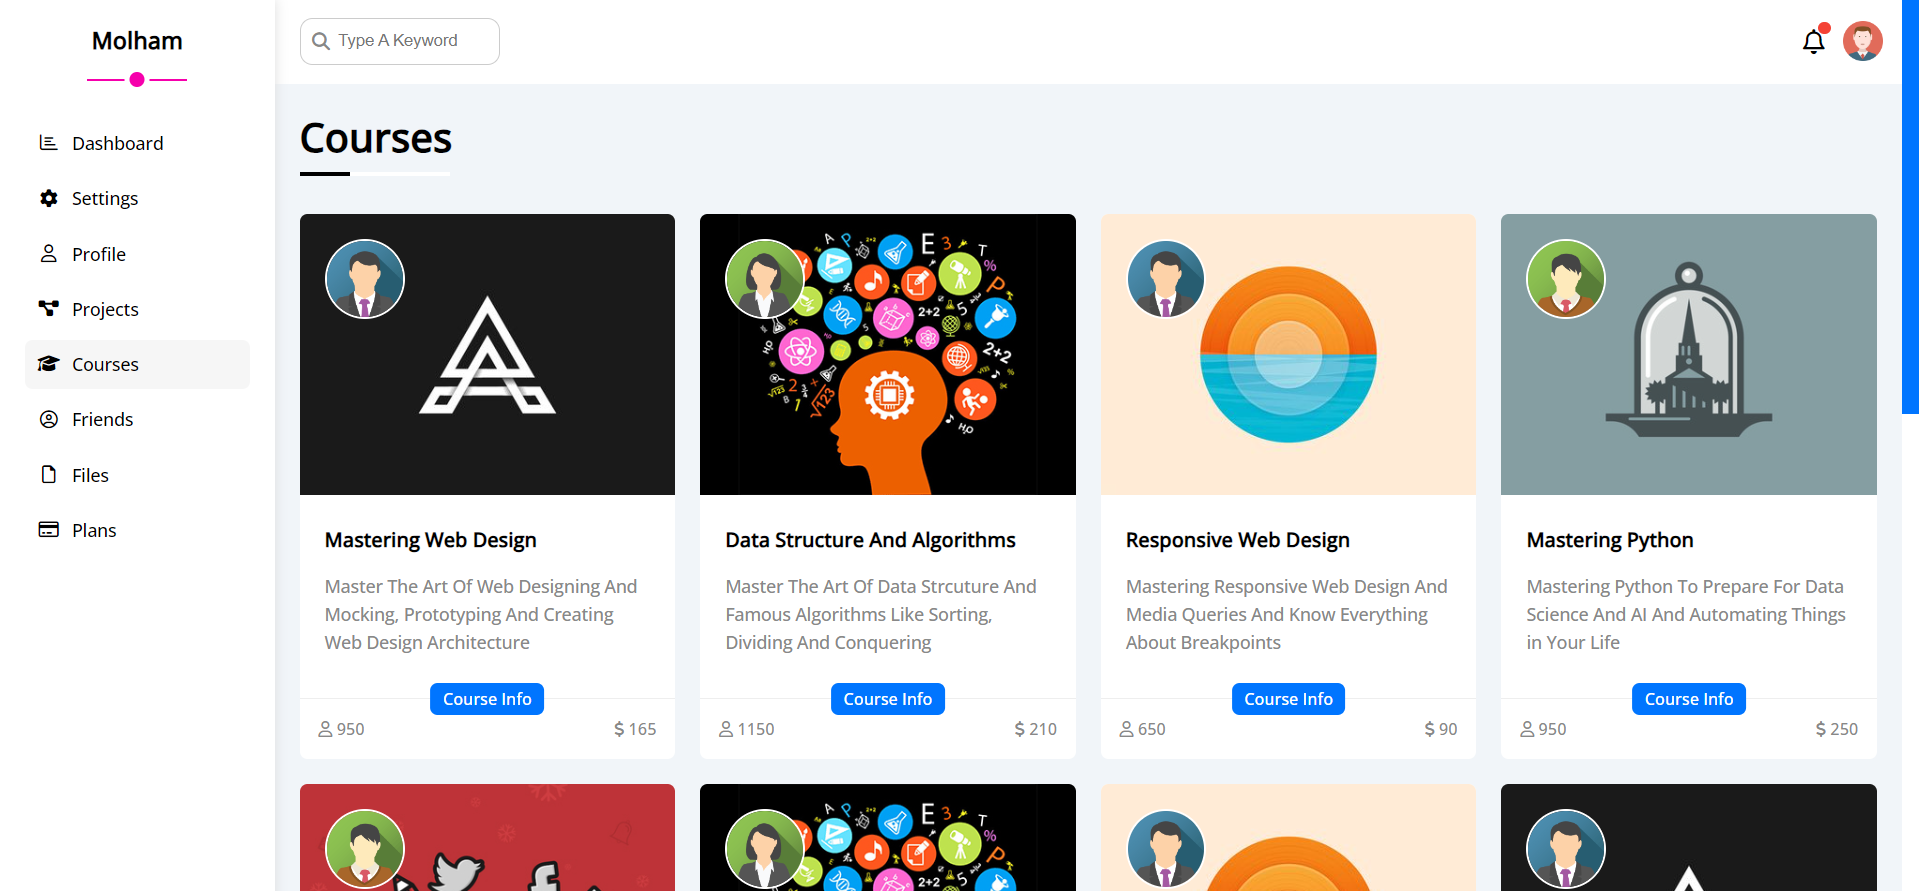 Molham
Type A Keyword
Dashboard
Settings
Profile
Projects
Courses
Friends
Files
Plans
Courses
Mastering Web Design
Master The Art Of Web Designing And
Mocking, Prototyping And Creating
Web Design Architecture
Course Info
950
$ 165
Data Structure And Algorithms
Master The Art Of Data Strcuture And
Famous Algorithms Like Sorting,
Dividing And Conquering
Course Info
1150
$ 210
Responsive Web Design
Mastering Responsive Web Design And
Media Queries And Know Everything
About Breakpoints
Course Info
650
$ 90
Mastering Python
Mastering Python To Prepare For Data
Science And AI And Automating Things
in Your Life
Course Info
950
$ 250